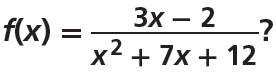 f(x) = (3x − 2)/(x² + 7x + 12)?